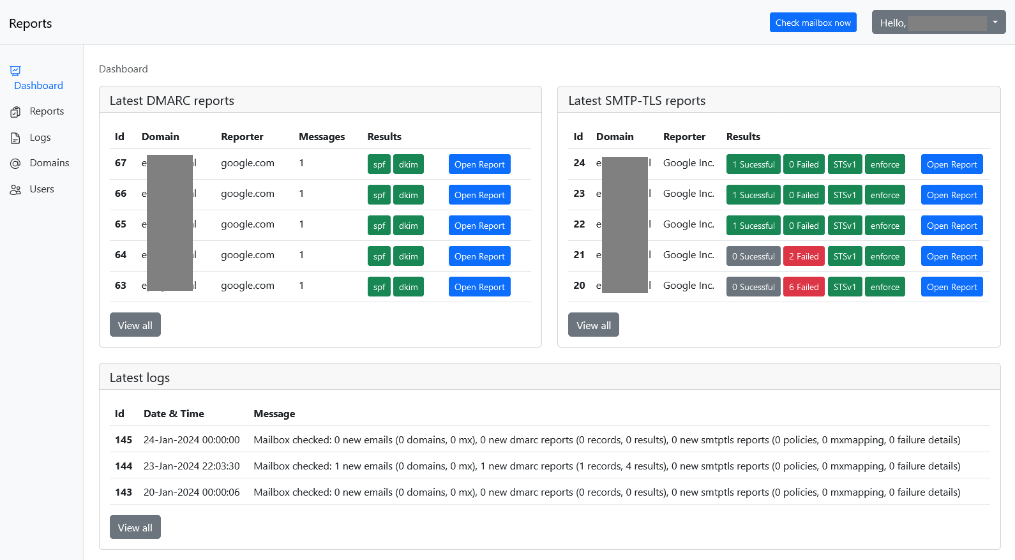 Reports
Check mailbox now
Hello,
Dashboard
Reports
Logs
Domains
Users
Dashboard
Latest DMARC reports
Id Domain Reporter Messages Results
67 google.com 1 spf dkim Open Report
66 google.com 1 spf dkim Open Report
65 google.com 1 spf dkim Open Report
64 google.com 1 spf dkim Open Report
63 google.com 1 spf dkim Open Report
View all
Latest SMTP-TLS reports
Id Domain Reporter Results
24 Google Inc. 1 Sucessful 0 Failed STSv1 enforce Open Report
23 Google Inc. 1 Sucessful 0 Failed STSv1 enforce Open Report
22 Google Inc. 1 Sucessful 0 Failed STSv1 enforce Open Report
21 Google Inc. 0 Sucessful 2 Failed STSv1 enforce Open Report
20 Google Inc. 0 Sucessful 6 Failed STSv1 enforce Open Report
View all
Latest logs
Id Date & Time Message
145 24-Jan-2024 00:00:00 Mailbox checked: 0 new emails (0 domains, 0 mx), 0 new dmarc reports (0 records, 0 results), 0 new smtptls reports (0 policies, 0 mxmapping, 0 failure details)
144 23-Jan-2024 22:03:30 Mailbox checked: 1 new emails (0 domains, 0 mx), 1 new dmarc reports (1 records, 4 results), 0 new smtptls reports (0 policies, 0 mxmapping, 0 failure details)
143 20-Jan-2024 00:00:06 Mailbox checked: 0 new emails (0 domains, 0 mx), 0 new dmarc reports (0 records, 0 results), 0 new smtptls reports (0 policies, 0 mxmapping, 0 failure details)
View all